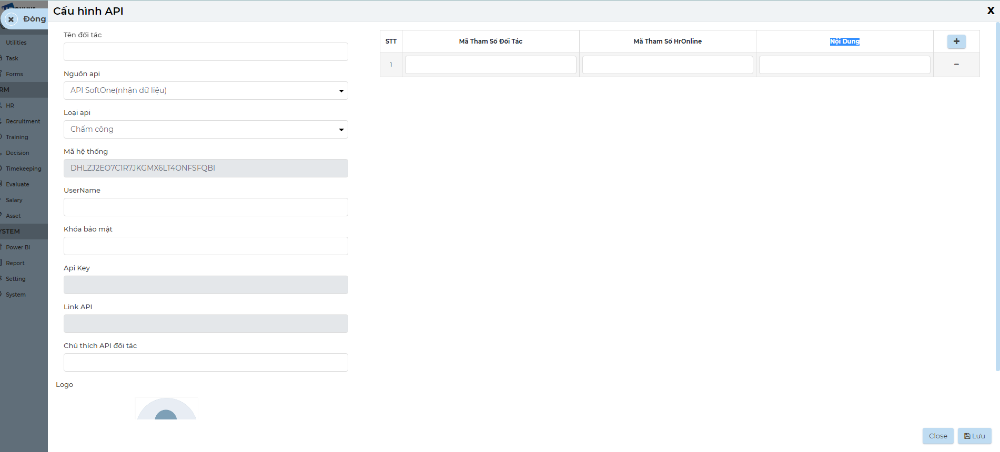 Cấu hình API
X
Đóng
Utilities
Task
Forms
HR
Recruitment
Training
Decision
Timekeeping
Evaluate
Salary
Asset
Power BI
Report
Setting
System
Tên đối tác
Nguồn api
API SoftOne(nhận dữ liệu)
Loại api
Chấm công
Mã hệ thống
DHLZJ2EO7C1R7JKGMX6LT4ONFSFQBI
UserName
Khóa bảo mật
Api Key
Link API
Chú thích API đối tác
Logo
STT Mã Tham Số Đối Tác Mã Tham Số HrOnline Nội Dung +
1 -
Close Lưu